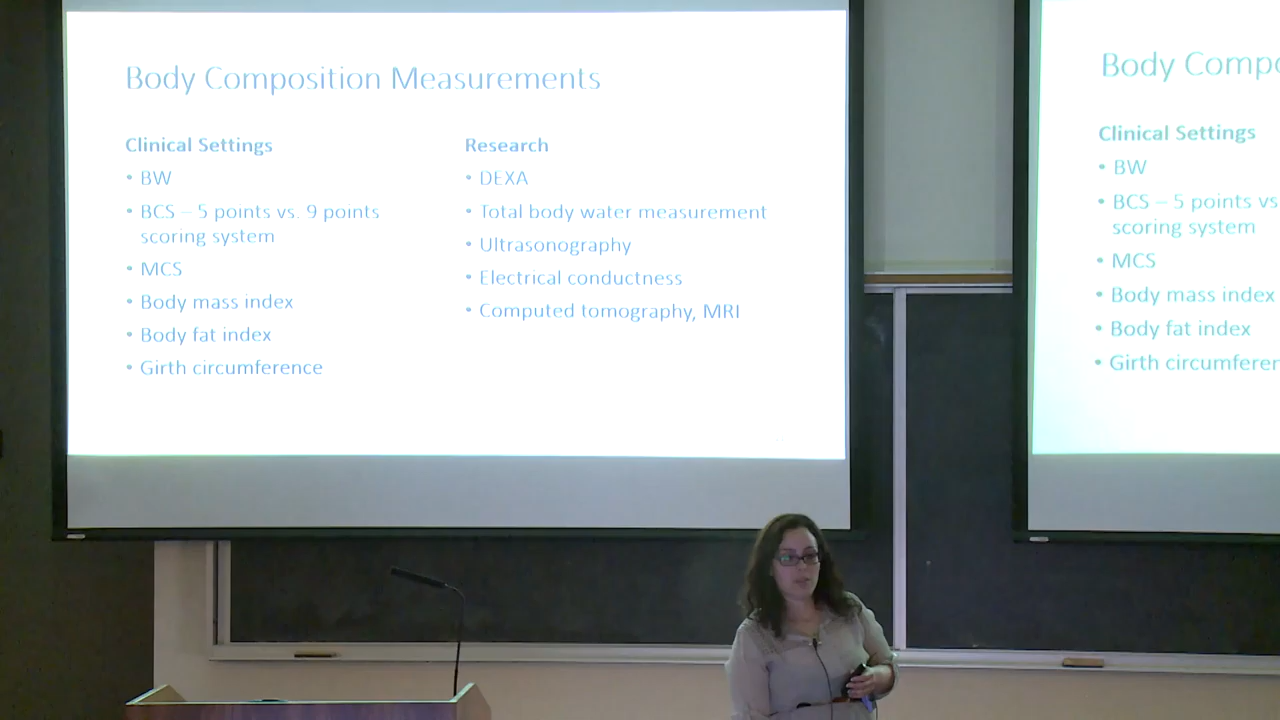 Body Composition Measurements
Clinical Settings
• BW
• BCS – 5 points vs. 9 points
scoring system
• MCS
• Body mass index
• Body fat index
• Girth circumference
Research
• DEXA
• Total body water measurement
• Ultrasonography
• Electrical conductness
• Computed tomography, MRI
Body Compo
Clinical Settings
• BW
• BCS – 5 points vs
scoring system
• MCS
• Body mass index
• Body fat index
• Girth circumferen